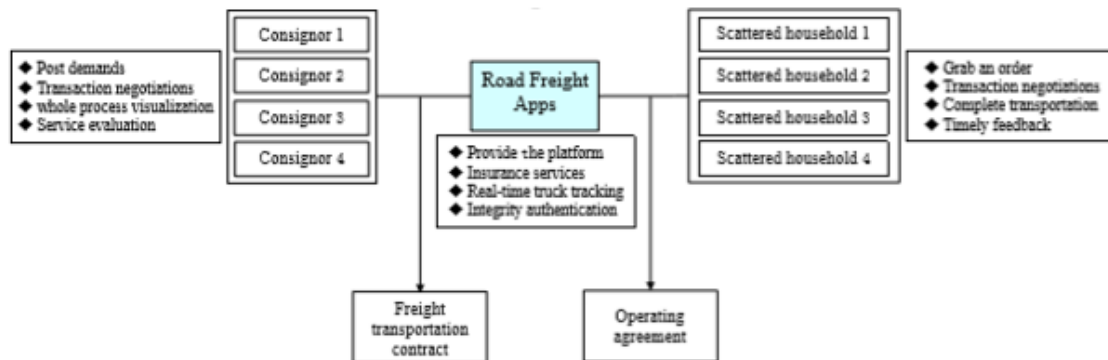 ◆ Post demands
◆ Transaction negotiations
◆ whole process visualization
◆ Service evaluation
Consignor 1
Consignor 2
Consignor 3
Consignor 4
Road Freight
Apps
◆ Provide the platform
◆ Insurance services
◆ Real-time truck tracking
◆ Integrity authentication
Scattered household 1
Scattered household 2
Scattered household 3
Scattered household 4
◆ Grab an order
◆ Transaction negotiations
◆ Complete transportation
◆ Timely feedback
Freight
transportation
contract
Operating
agreement